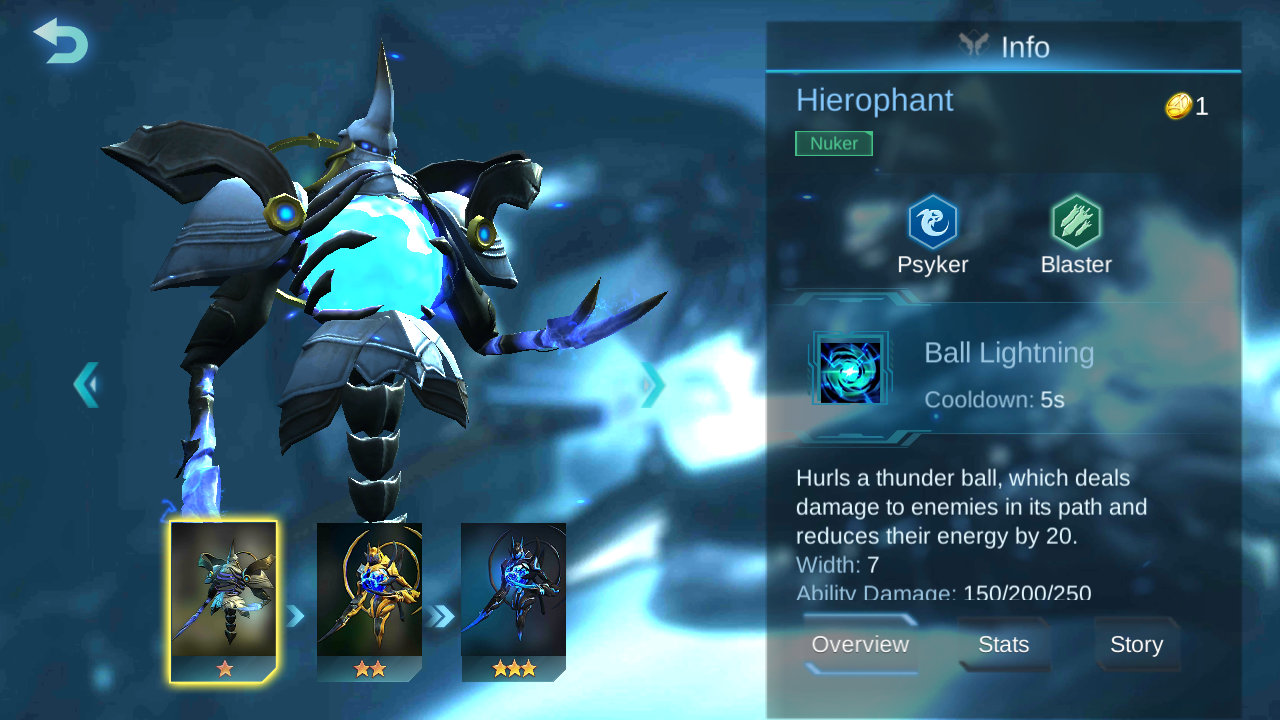 Info
Hierophant
1
Nuker
Psyker
Blaster
Ball Lightning
Cooldown: 5s
Hurls a thunder ball, which deals
damage to enemies in its path and
reduces their energy by 20.
Width: 7
Ability Damage: 150/200/250
Overview
Stats
Story